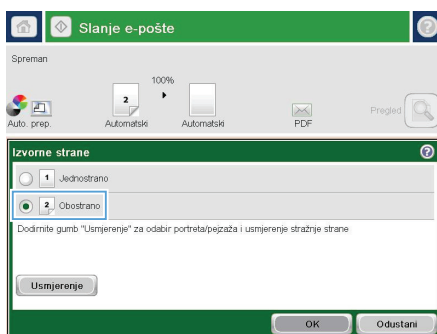 Slanje e-pošte
Spreman
100%
2
Auto. prep.
Automatski
Automatski
PDF
Pregled
Izvorne strane
1 Jednostrano
2 Obostrano
Dodirnite gumb "Usmjerenje" za odabir portreta/pejzaža i usmjerenje stražnje strane
Usmjerenje
OK
Odustani